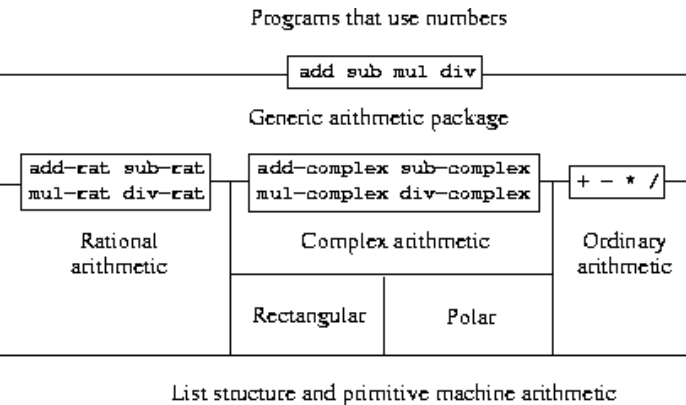 Programs that use numbers
add sub mul div
Generic arithmetic package
add-rat sub-rat
mul-rat div-rat
add-complex sub-complex
mul-complex div-complex
+ - * /
Rational
arithmetic
Complex arithmetic
Ordinary
arithmetic
Rectangular
Polar
List structure and primitive machine arithmetic